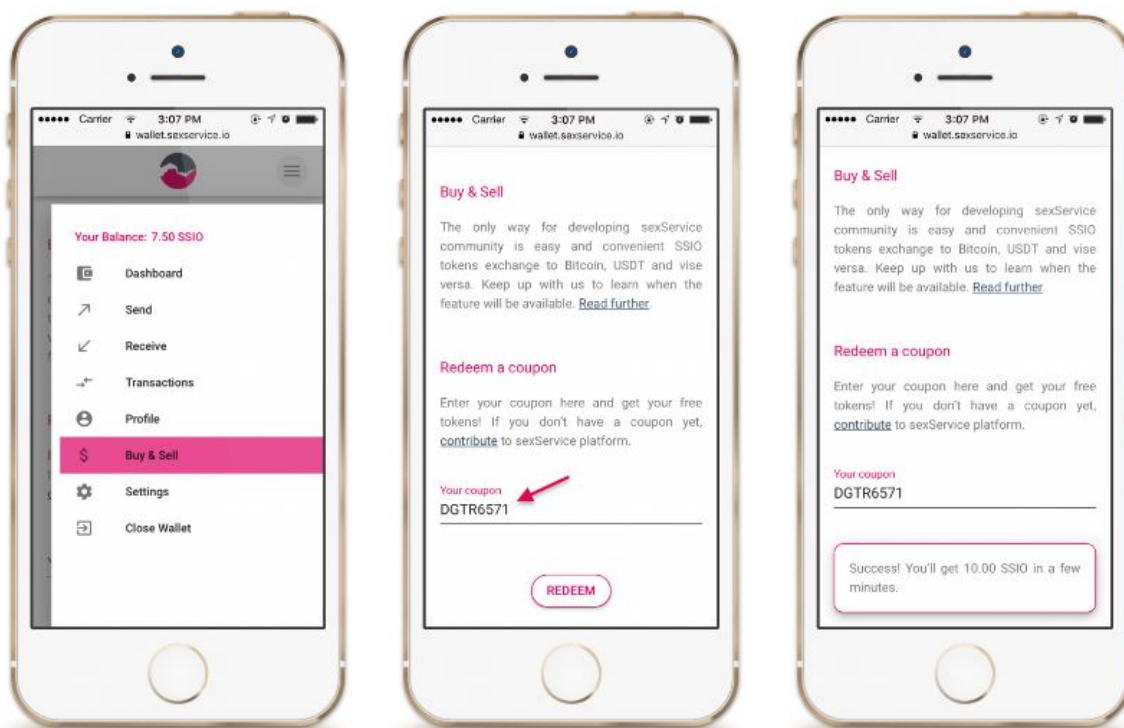 Carrier 3:07 PM
wallet.sexservice.io
Your Balance: 7.50 SSIO
Dashboard
Send
Receive
Transactions
Profile
Buy & Sell
Settings
Close Wallet
Carrier 3:07 PM
wallet.sexservice.io
Buy & Sell
The only way for developing sexService
community is easy and convenient SSIO
tokens exchange to Bitcoin, USDT and vise
versa. Keep up with us to learn when the
feature will be available. Read further.
Redeem a coupon
Enter your coupon here and get your free
tokens! If you don't have a coupon yet,
contribute to sexService platform.
Your coupon
DGTR6571
REDEEM
Carrier 3:07 PM
wallet.sexservice.io
Buy & Sell
The only way for developing sexService
community is easy and convenient SSIO
tokens exchange to Bitcoin, USDT and vise
versa. Keep up with us to learn when the
feature will be available. Read further.
Redeem a coupon
Enter your coupon here and get your free
tokens! If you don't have a coupon yet,
contribute to sexService platform.
Your coupon
DGTR6571
Success! You'll get 10.00 SSIO in a few
minutes.